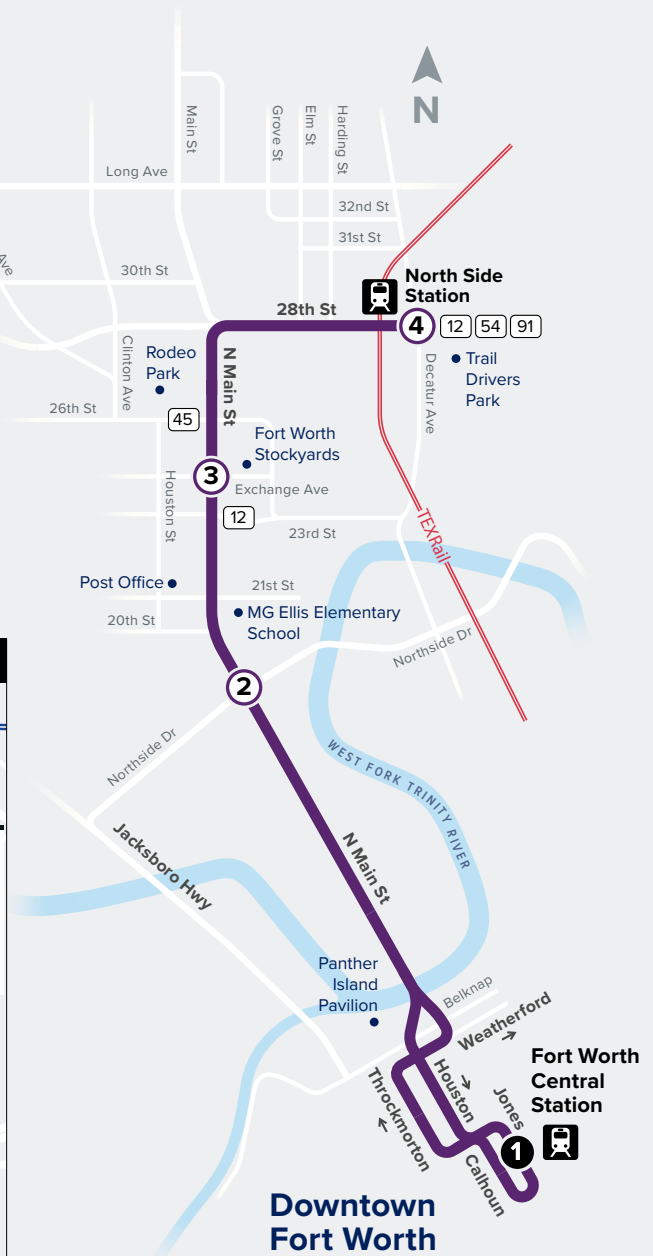 N
Main St
Grove St
Elm St
Harding St
Long Ave
32nd St
31st St
Ave
30th St
North Side
Station
28th St
4
12
54
91
Trail
Drivers
Park
Decatur Ave
Rodeo
Park
Clinton Ave
N Main St
26th St
45
Fort Worth
Stockyards
3
Exchange Ave
Houston St
12
23rd St
TEXRail
Post Office
21st St
MG Ellis Elementary
School
20th St
Northside Dr
2
Northside Dr
WEST FORK TRINITY RIVER
Jacksboro Hwy
N Main St
Panther
Island
Pavilion
Belknap
Weatherford
Fort Worth
Central
Station
Houston
Jones
Throckmorton
1
Calhoun
Downtown
Fort Worth